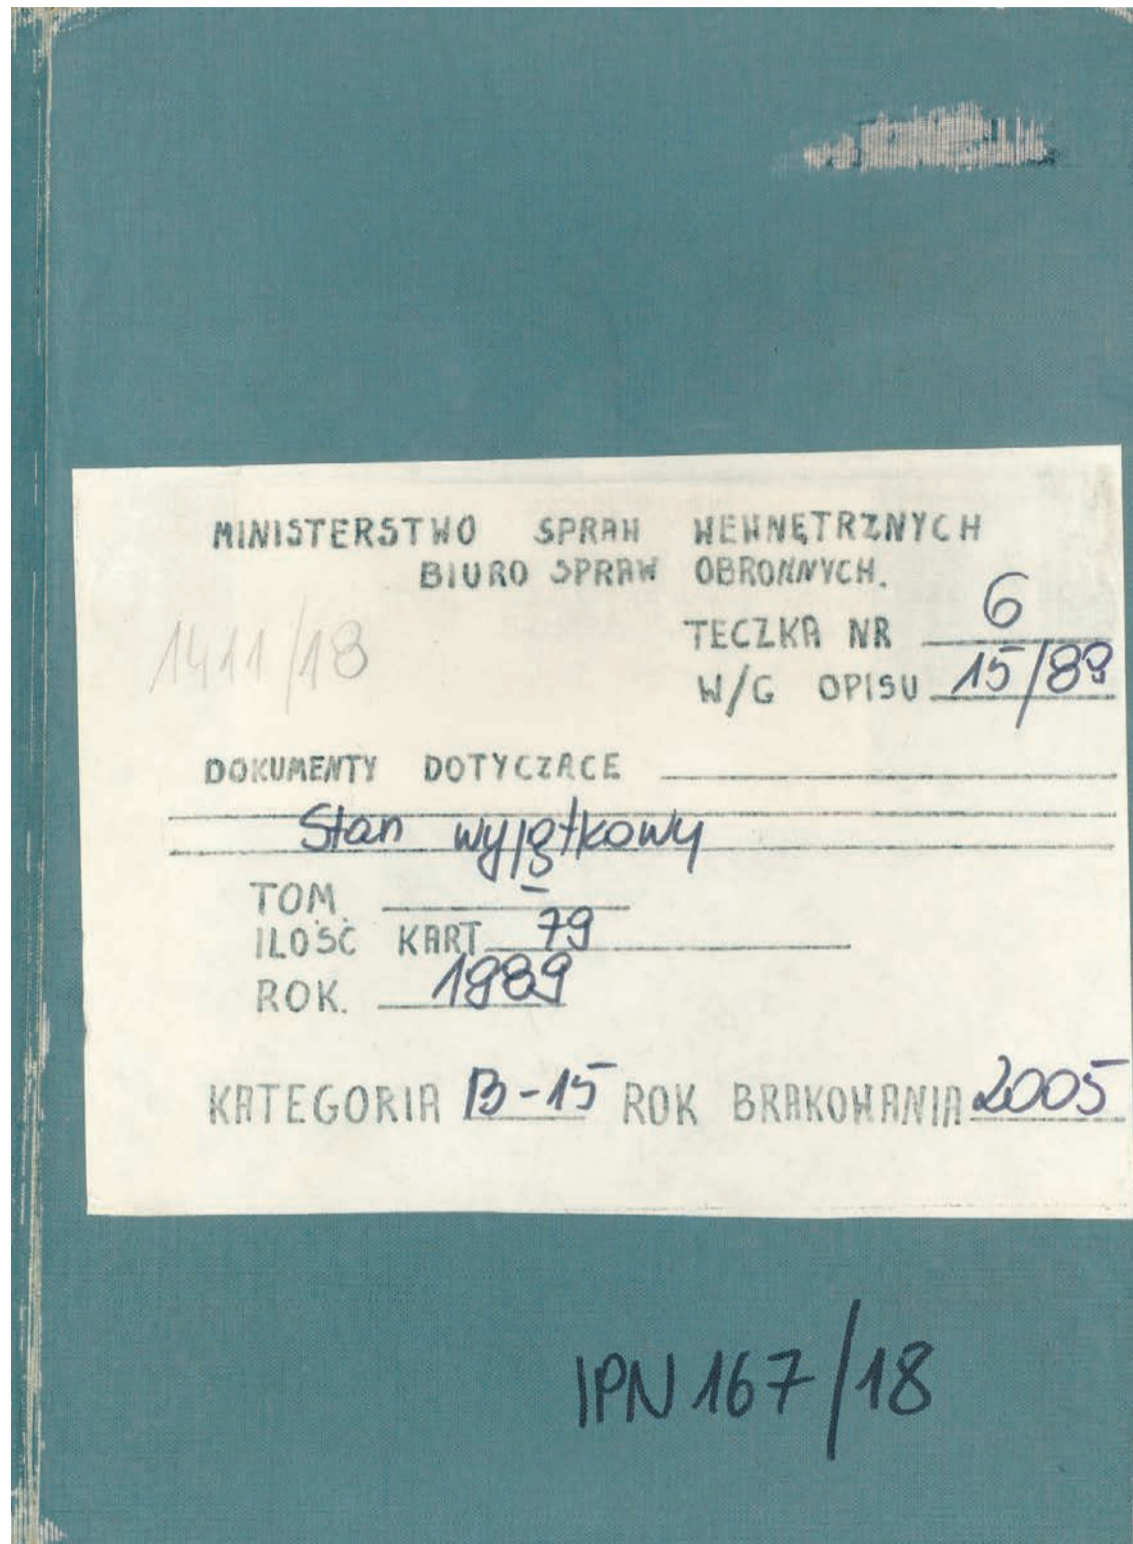 MINISTERSTWO SPRAW WEWNĘTRZNYCH
BIURO SPRAW OBRONNYCH.
1411/18
TECZKA NR 6
W/G OPISU 15/89
DOKUMENTY DOTYCZĄCE
Stan wyjątkowy
TOM. –
ILOŚĆ KART 79
ROK. 1989
KATEGORIA B-15 ROK BRAKOWANIA 2005
IPN 167/18